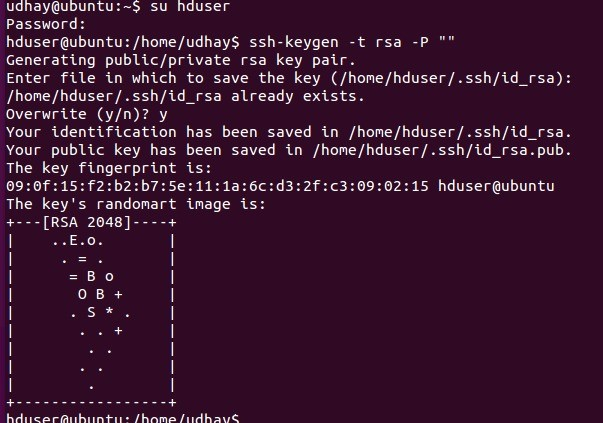 udhay@ubuntu:~$ su hduser
Password:
hduser@ubuntu:/home/udhay$ ssh-keygen -t rsa -P ""
Generating public/private rsa key pair.
Enter file in which to save the key (/home/hduser/.ssh/id_rsa):
/home/hduser/.ssh/id_rsa already exists.
Overwrite (y/n)? y
Your identification has been saved in /home/hduser/.ssh/id_rsa.
Your public key has been saved in /home/hduser/.ssh/id_rsa.pub.
The key fingerprint is:
09:0f:15:f2:b2:b7:5e:11:1a:6c:d3:2f:c3:09:02:15 hduser@ubuntu
The key's randomart image is:
+---[RSA 2048]----+
|    ..E.o.       |
|     . = .       |
|      = B o      |
|       O B +     |
|      . S * .    |
|       . . +     |
|        . .      |
|       . .       |
|        .        |
+-----------------+
hduser@ubuntu:/home/udhay$